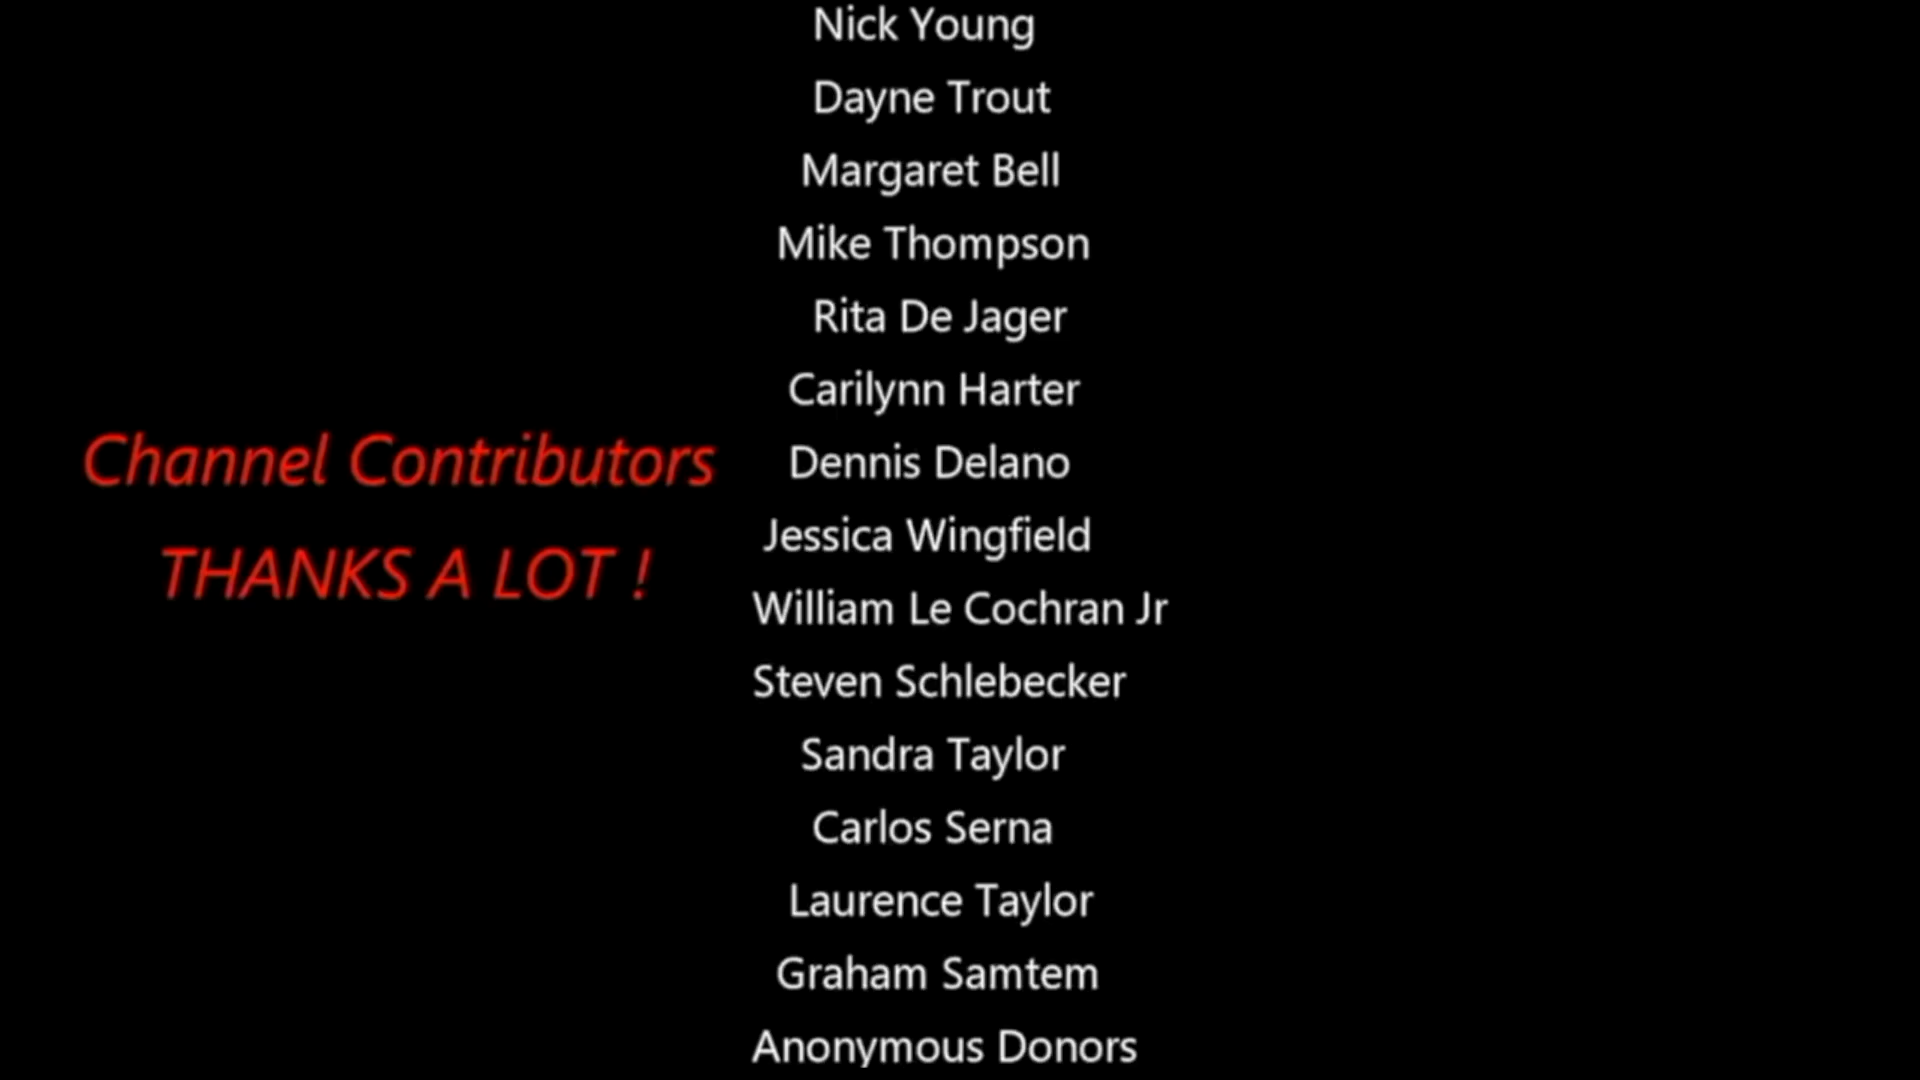 Nick Young
Dayne Trout
Margaret Bell
Mike Thompson
Rita De Jager
Carilynn Harter
Channel Contributors
Dennis Delano
Jessica Wingfield
THANKS A LOT !
William Le Cochran Jr
Steven Schlebecker
Sandra Taylor
Carlos Serna
Laurence Taylor
Graham Samtem
Anonymous Donors